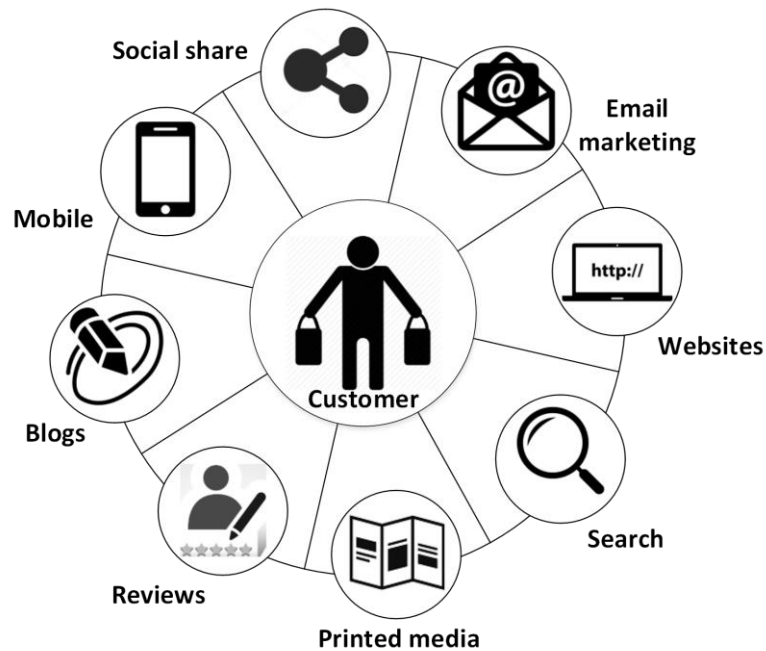 Social share
@
Email
marketing
Mobile
http://
Websites
Customer
Blogs
Search
Reviews
Printed media